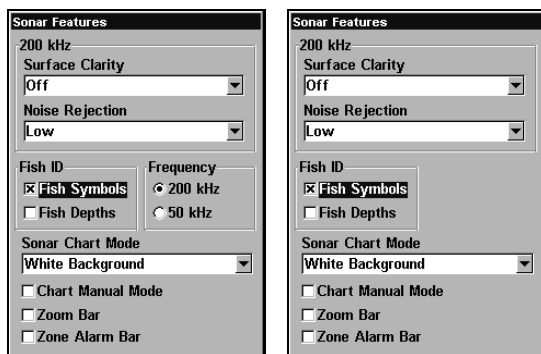 Sonar Features
200 kHz
Surface Clarity
Off
Noise Rejection
Low
Fish ID
Fish Symbols
Fish Depths
Frequency
200 kHz
50 kHz
Sonar Chart Mode
White Background
Chart Manual Mode
Zoom Bar
Zone Alarm Bar
Sonar Features
200 kHz
Surface Clarity
Off
Noise Rejection
Low
Fish ID
Fish Symbols
Fish Depths
Sonar Chart Mode
White Background
Chart Manual Mode
Zoom Bar
Zone Alarm Bar